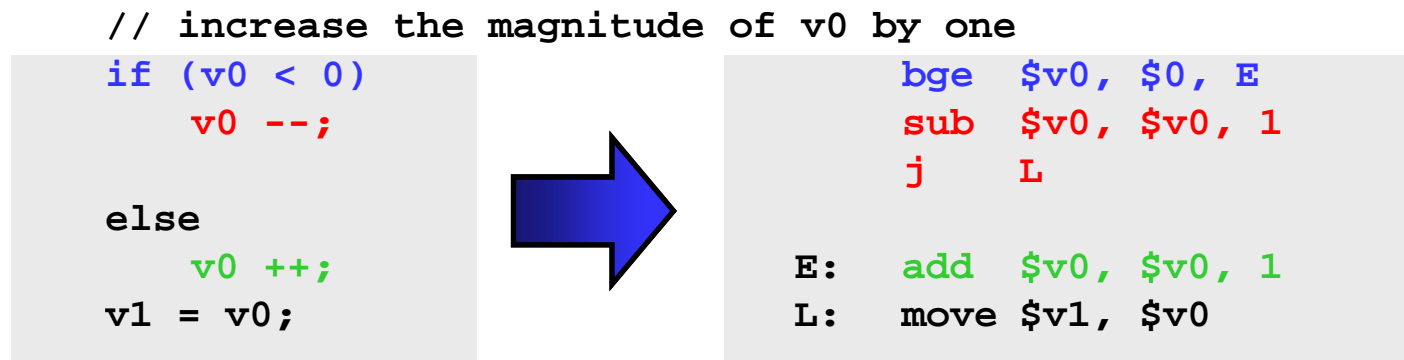 // increase the magnitude of v0 by one
if (v0 < 0)
v0 --;
else
v0 ++;
v1 = v0;
bge $v0, $0, E
sub $v0, $v0, 1
j L
E: add $v0, $v0, 1
L: move $v1, $v0